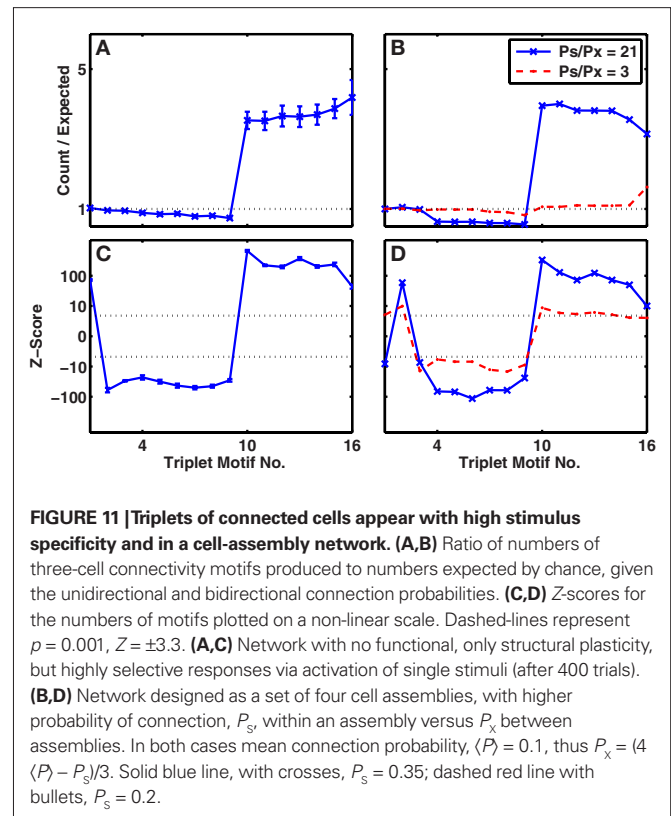 A
B
Ps/Px = 21
Ps/Px = 3
5
1
Count / Expected
C
D
100
10
0
−10
−100
Z−Score
4
10
16
4
10
16
Triplet Motif No.
Triplet Motif No.
FIGURE 11 | Triplets of connected cells appear with high stimulus
specificity and in a cell-assembly network. (A,B) Ratio of numbers of
three-cell connectivity motifs produced to numbers expected by chance, given
the unidirectional and bidirectional connection probabilities. (C,D) Z-scores for
the numbers of motifs plotted on a non-linear scale. Dashed-lines represent
p = 0.001, Z = ±3.3. (A,C) Network with no functional, only structural plasticity,
but highly selective responses via activation of single stimuli (after 400 trials).
(B,D) Network designed as a set of four cell assemblies, with higher
probability of connection, PS, within an assembly versus PX between
assemblies. In both cases mean connection probability, ⟨P⟩ = 0.1, thus PX = (4
⟨P⟩ − PS)/3. Solid blue line, with crosses, PS = 0.35; dashed red line with
bullets, PS = 0.2.